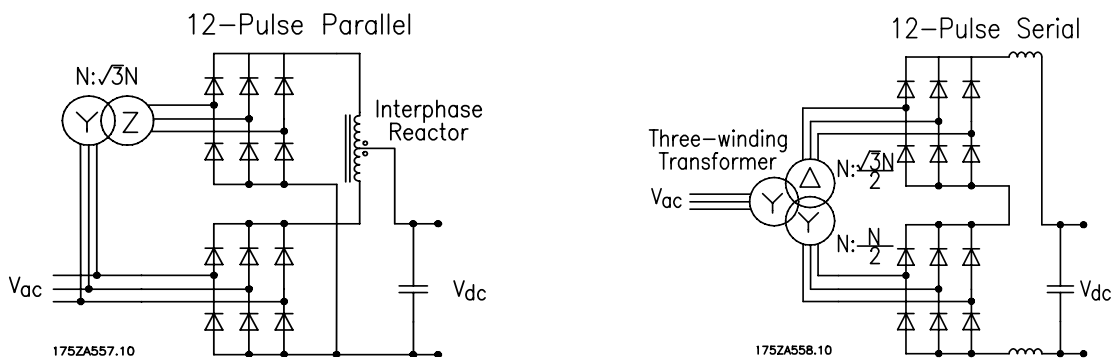 12-Pulse Parallel
N:√3N
Y Z
Interphase
Reactor
Vac
Vdc
175ZA557.10
12-Pulse Serial
Three-winding
Transformer
Δ
N:√3N/2
Vac
Y
Y
N:N/2
Vdc
175ZA558.10